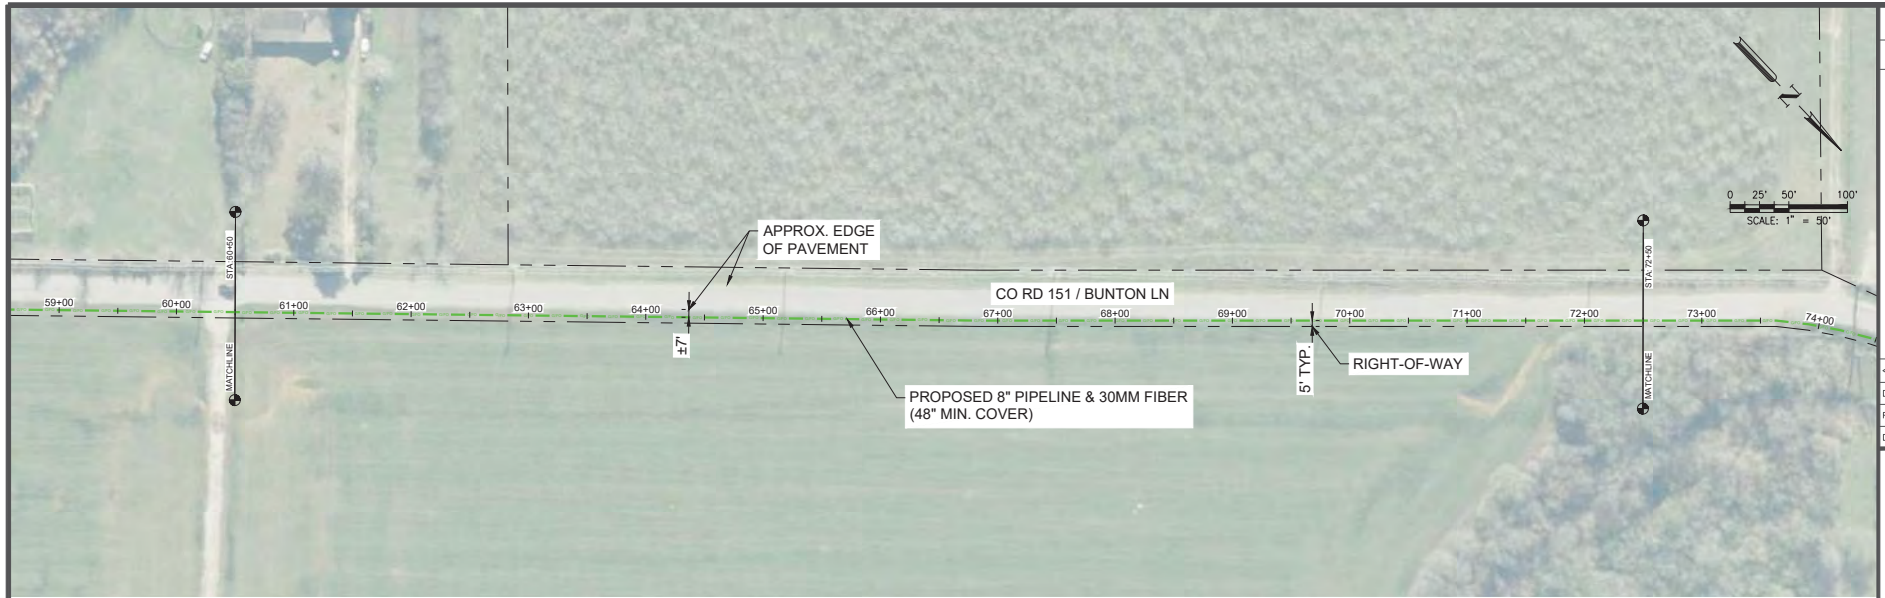 N
0 25' 50' 100'
SCALE: 1" = 50'
STA: 60+50
MATCHLINE
APPROX. EDGE
OF PAVEMENT
CO RD 151 / BUNTON LN
STA: 72+50
MATCHLINE
59+00 60+00 61+00 62+00 63+00 64+00 65+00 66+00 67+00 68+00 69+00 70+00 71+00 72+00 73+00 74+00
±7'
5' TYP.
RIGHT-OF-WAY
PROPOSED 8" PIPELINE & 30MM FIBER
(48" MIN. COVER)